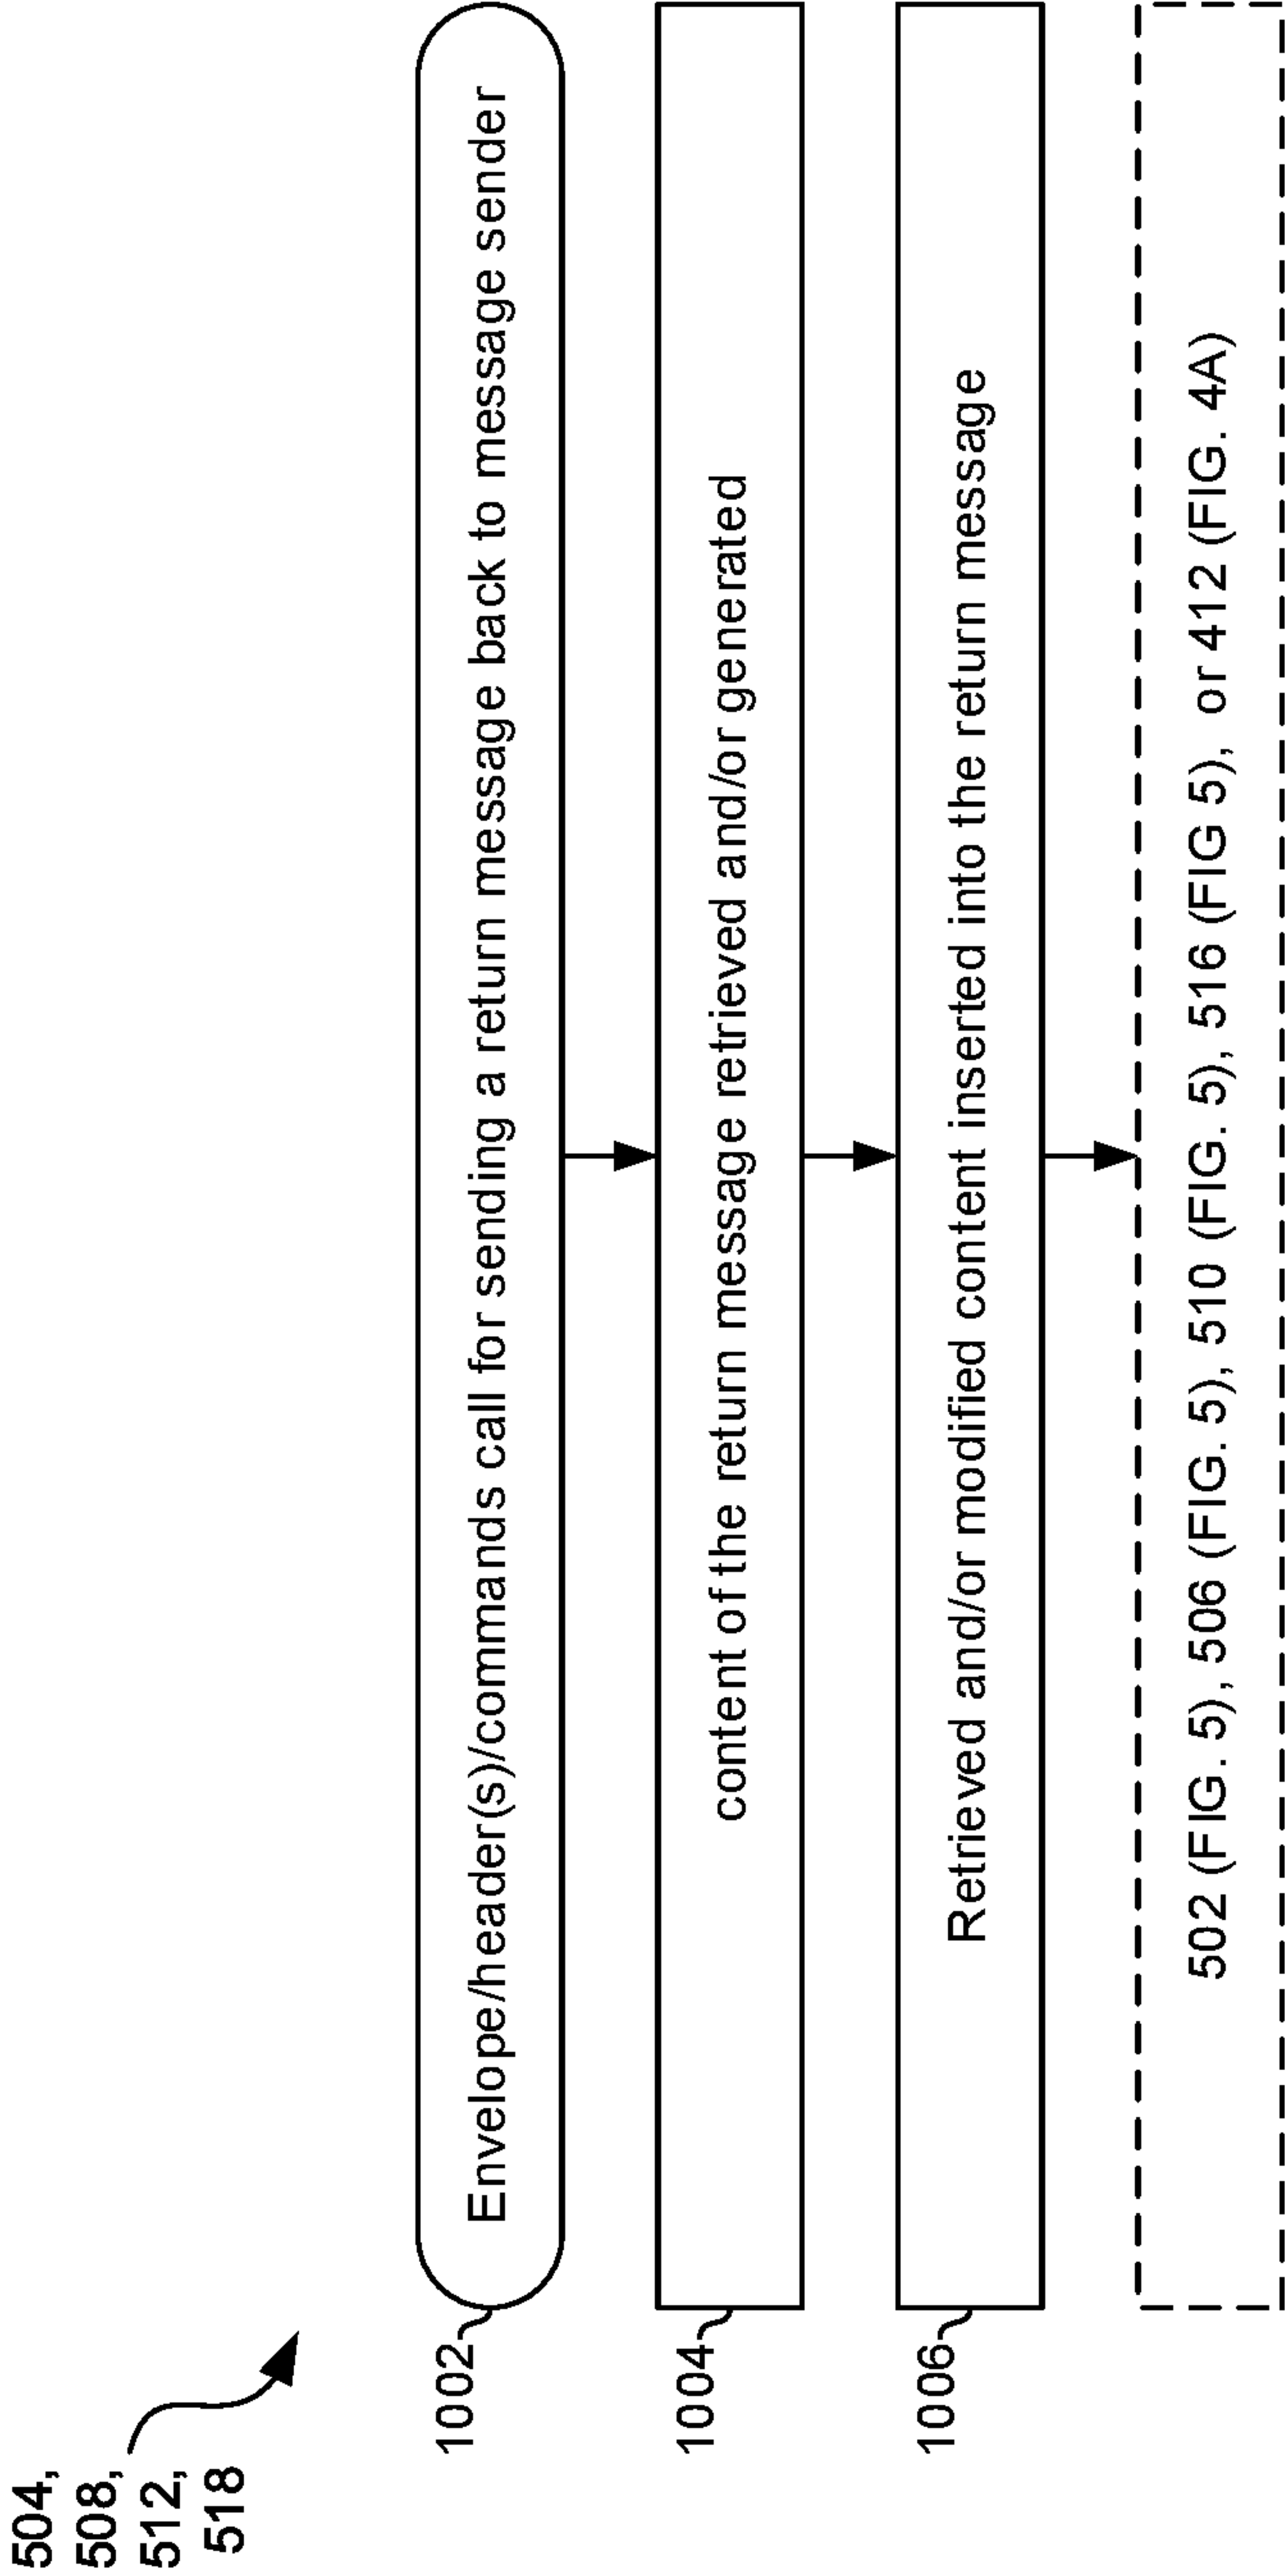 504,
508,
512,
518
1002
Envelope/header(s)/commands call for sending a return message back to message sender
1004
content of the return message retrieved and/or generated
1006
Retrieved and/or modified content inserted into the return message
502 (FIG. 5), 506 (FIG. 5), 510 (FIG. 5), 516 (FIG 5), or 412 (FIG. 4A)